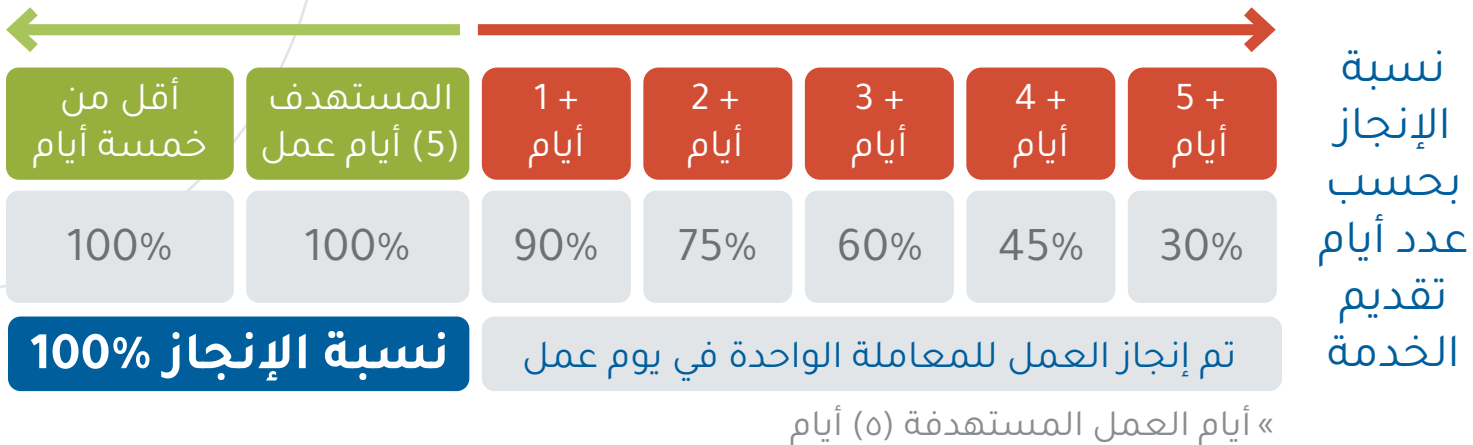 نسبة
الإنجاز
بحسب
عدد أيام
تقديم
الخدمة
5 +
أيام
4 +
أيام
3 +
أيام
2 +
أيام
1 +
أيام
المستهدف
(5) أيام عمل
أقل من
خمسة أيام
30%
45%
60%
75%
90%
100%
100%
تم إنجاز العمل للمعاملة الواحدة في يوم عمل
نسبة الإنجاز 100%
» أيام العمل المستهدفة (٥) أيام